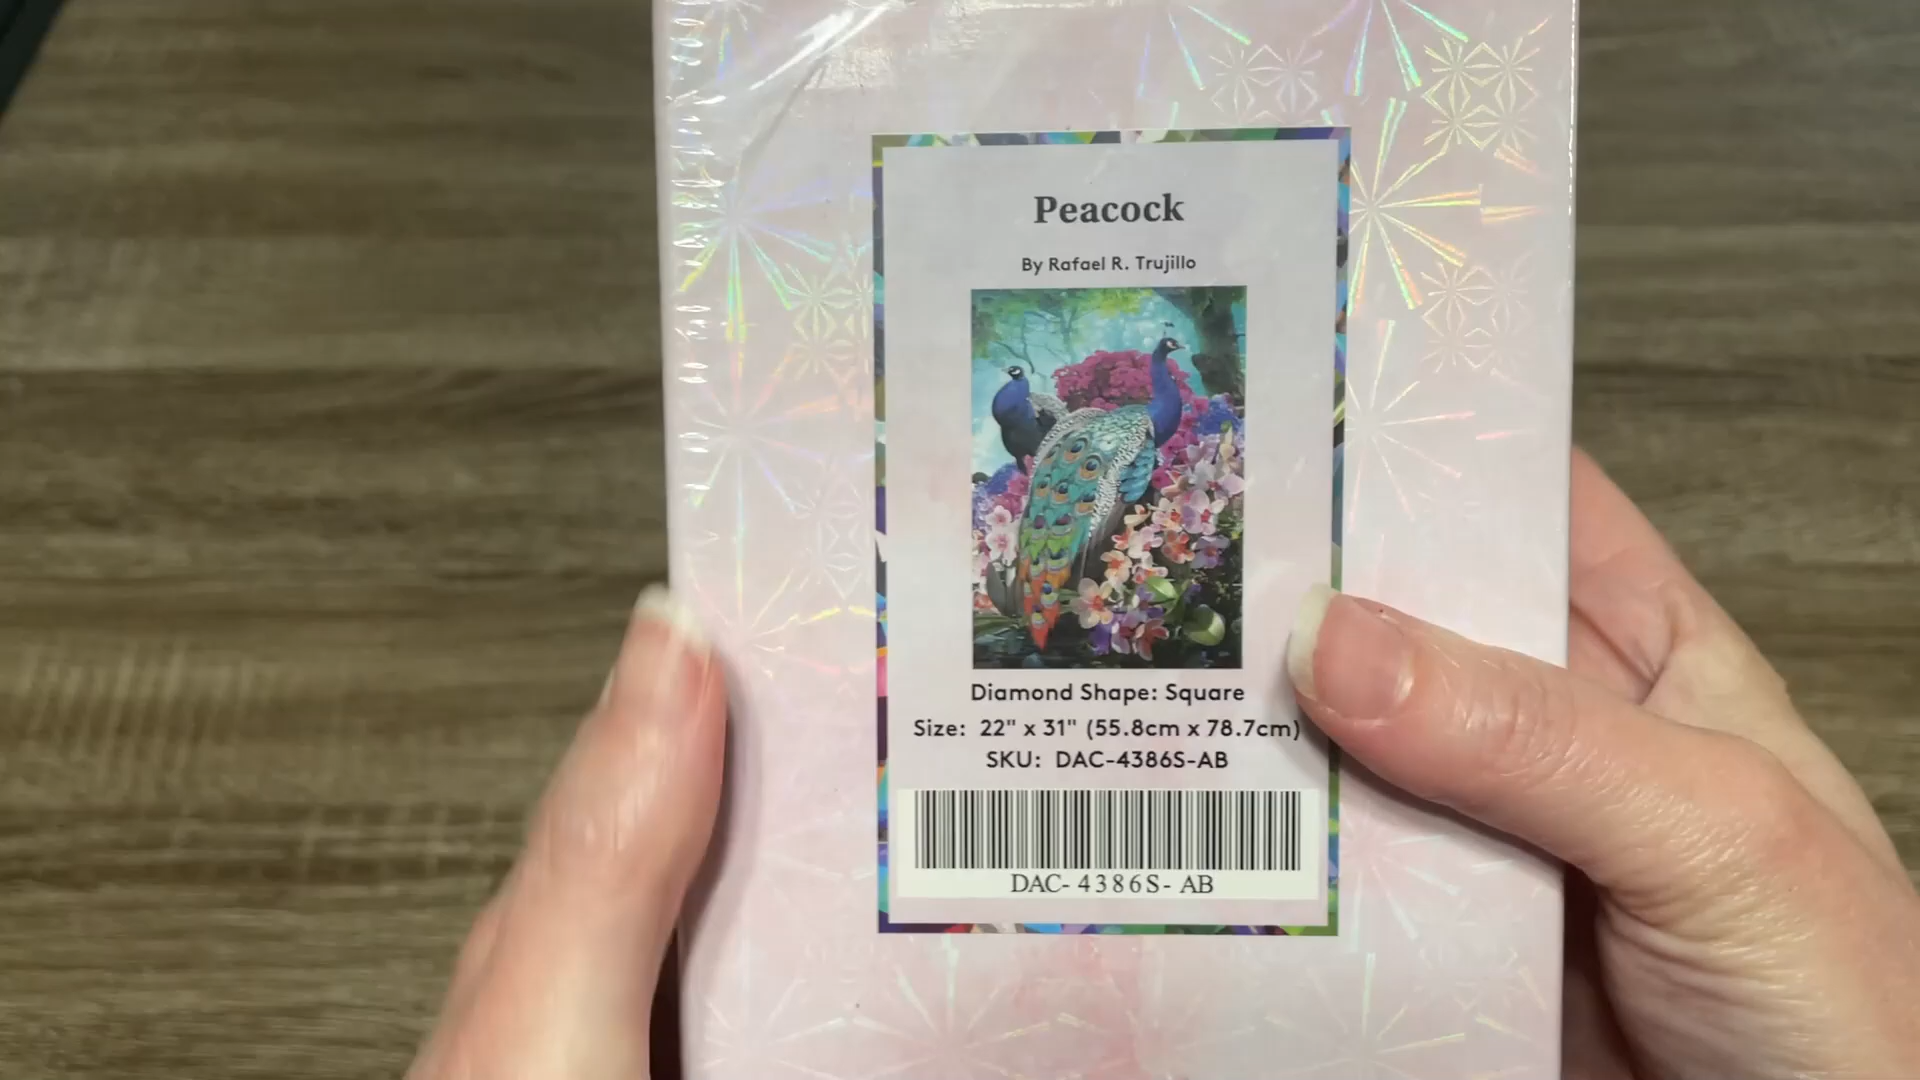 Peacock
By Rafael R. Trujillo
Diamond Shape: Square
Size: 22" x 31" (55.8cm x 78.7cm)
SKU: DAC-4386S-AB
DAC- 4386S- AB